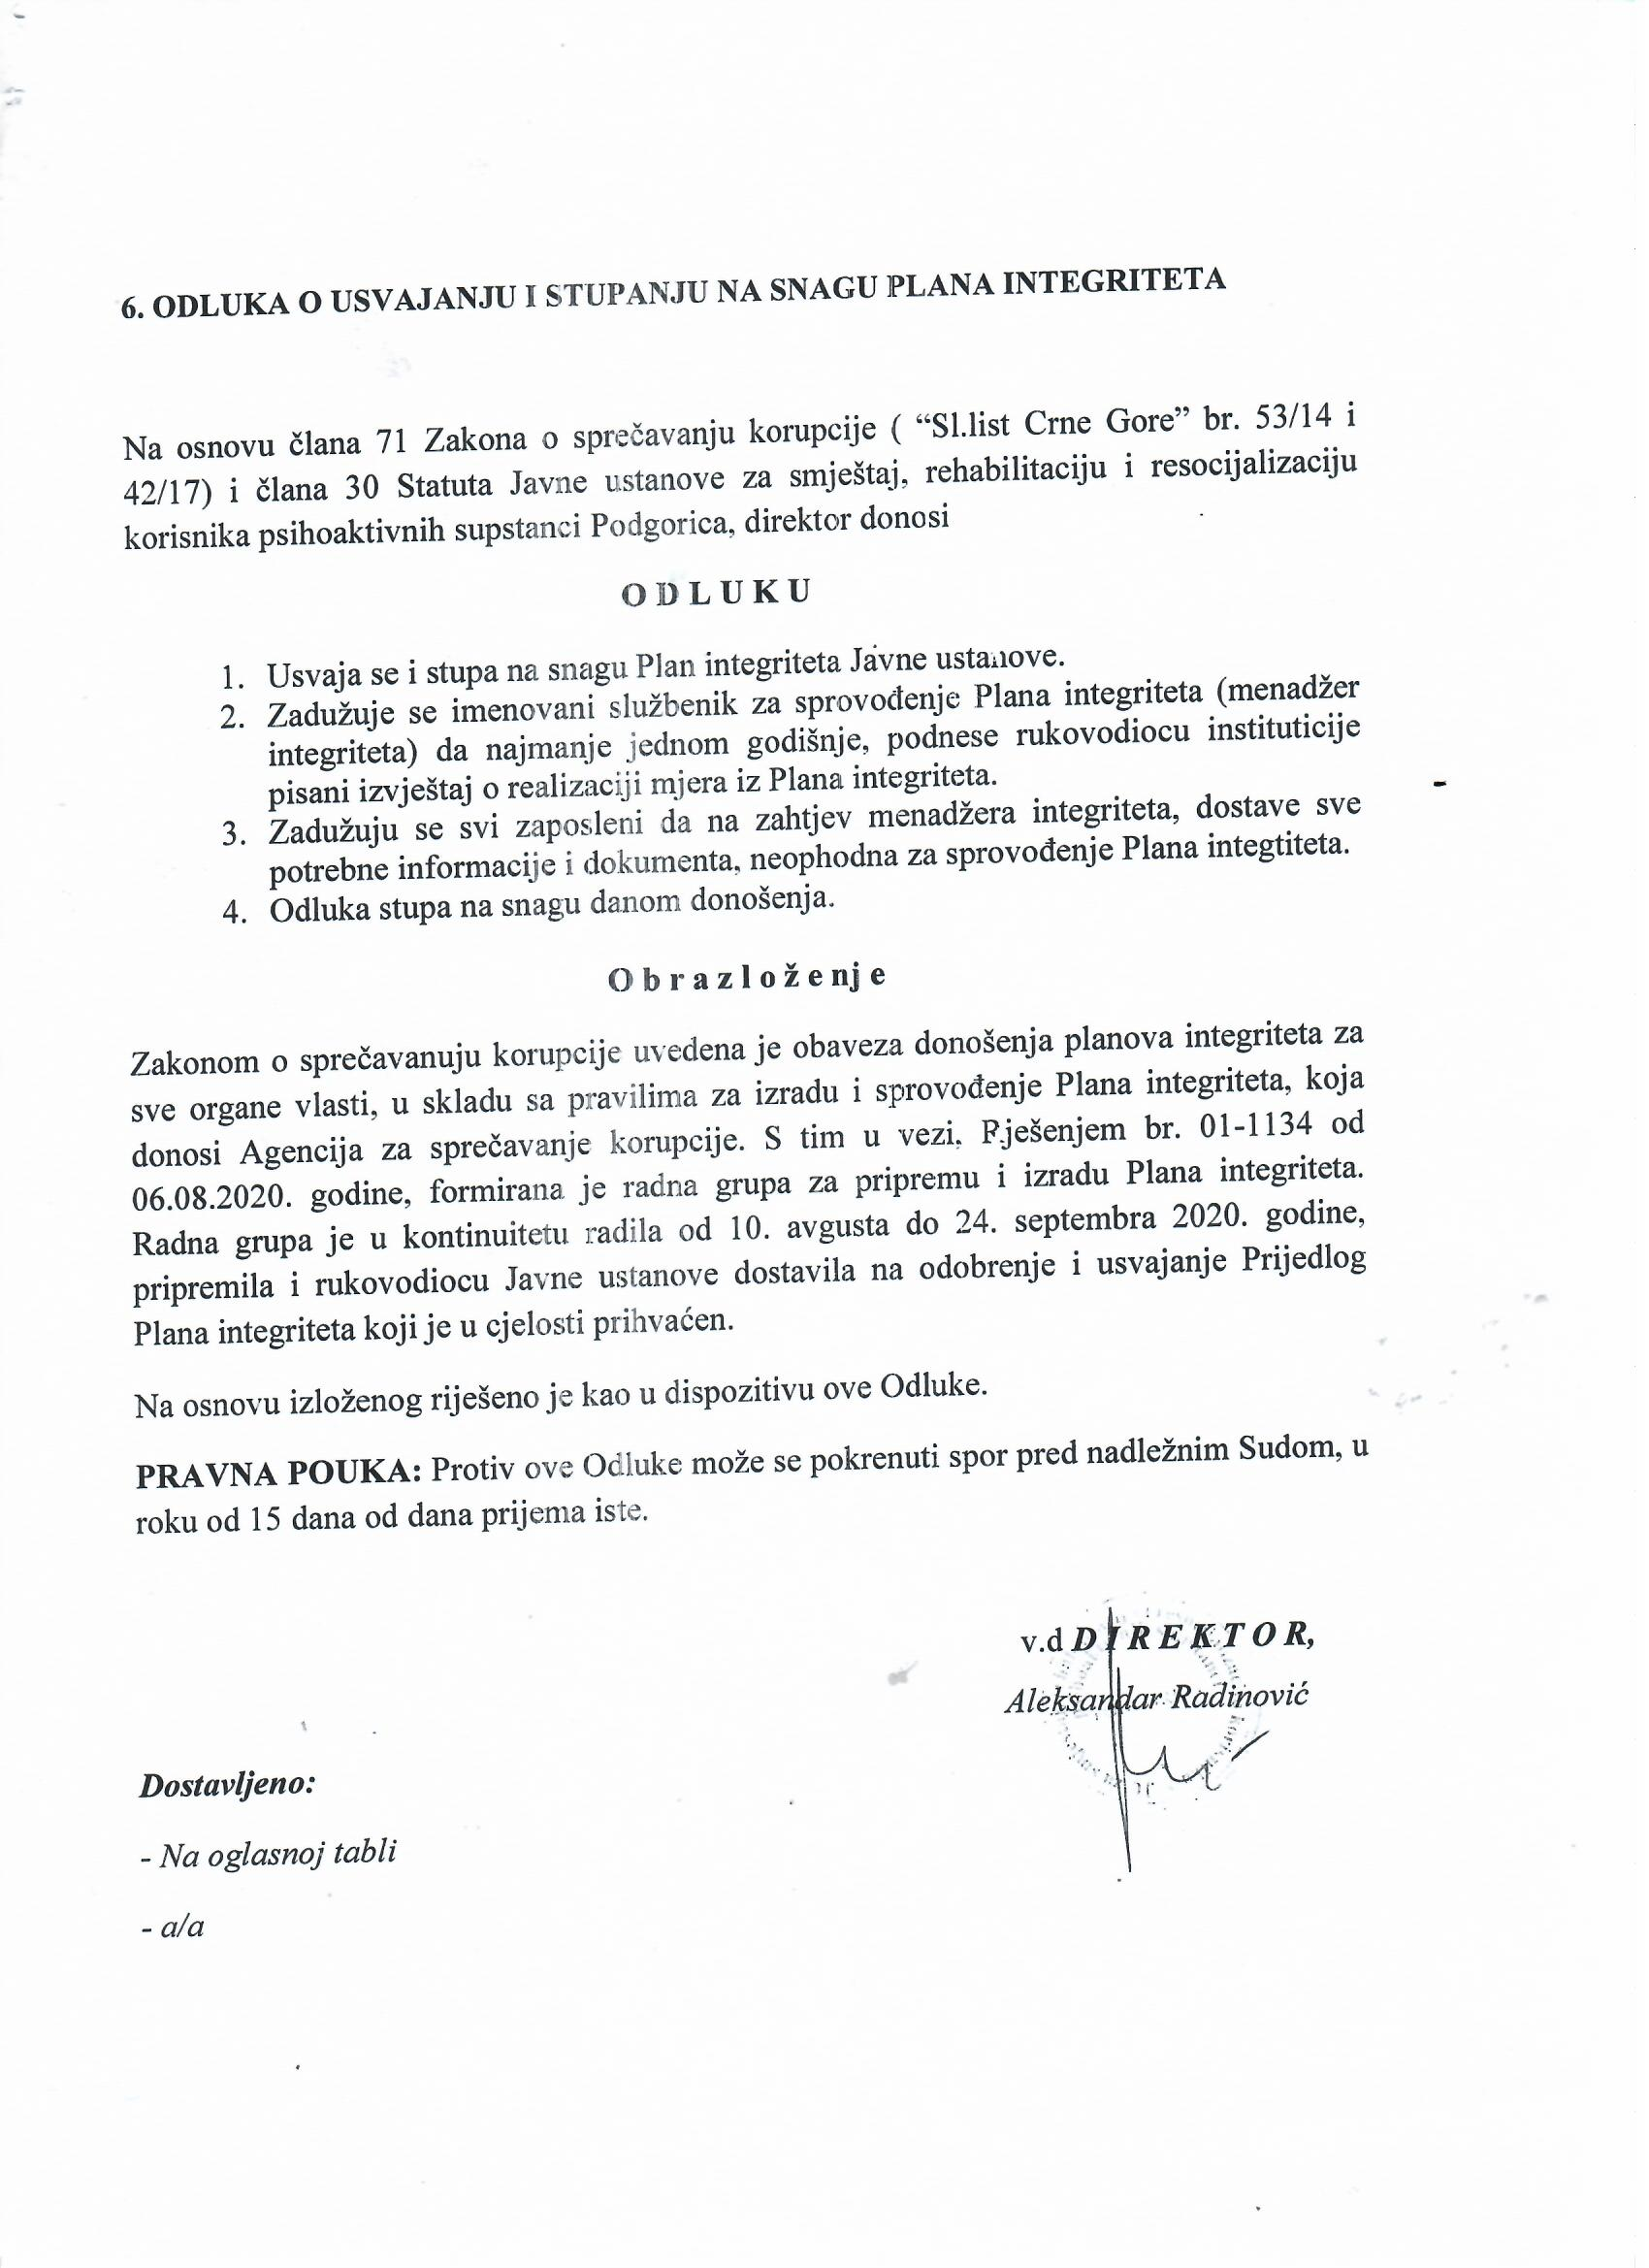 6. ODLUKA O USVAJANJU I STUPANJU NA SNAGU PLANA INTEGRITETA
Na osnovu člana 71 Zakona o sprečavanju korupcije ( “Sl.list Crne Gore” br. 53/14 i
42/17) i člana 30 Statuta Javne ustanove za smještaj, rehabilitaciju i resocijalizaciju
korisnika psihoaktivnih supstanci Podgorica, direktor donosi
O D L U K U
1. Usvaja se i stupa na snagu Plan integriteta Javne ustanove.
2. Zadužuje se imenovani službenik za sprovođenje Plana integriteta (menadžer
integriteta) da najmanje jednom godišnje, podnese rukovodiocu instituticije
pisani izvještaj o realizaciji mjera iz Plana integriteta.
3. Zadužuju se svi zaposleni da na zahtjev menadžera integriteta, dostave sve
potrebne informacije i dokumenta, neophodna za sprovođenje Plana integtiteta.
4. Odluka stupa na snagu danom donošenja.
O b r a z l o ž e nj e
Zakonom o sprečavanuju korupcije uvedena je obaveza donošenja planova integriteta za
sve organe vlasti, u skladu sa pravilima za izradu i sprovođenje Plana integriteta, koja
donosi Agencija za sprečavanje korupcije. S tim u vezi, Rješenjem br. 01-1134 od
06.08.2020. godine, formirana je radna grupa za pripremu i izradu Plana integriteta.
Radna grupa je u kontinuitetu radila od 10. avgusta do 24. septembra 2020. godine,
pripremila i rukovodiocu Javne ustanove dostavila na odobrenje i usvajanje Prijedlog
Plana integriteta koji je u cjelosti prihvaćen.
Na osnovu izloženog riješeno je kao u dispozitivu ove Odluke.
PRAVNA POUKA: Protiv ove Odluke može se pokrenuti spor pred nadležnim Sudom, u
roku od 15 dana od dana prijema iste.
v.d D I R E K T O R,
Aleksandar Radinović
Dostavljeno:
- Na oglasnoj tabli
- a/a